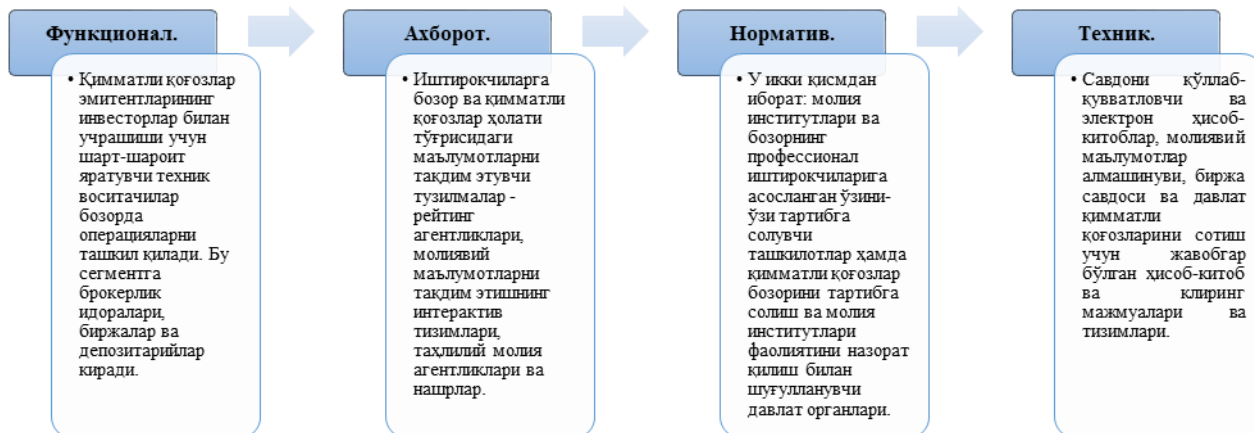 Функционал.
• Қимматли қоғозлар
эмитентларининг
инвесторлар билан
учрашиши учун
шарт-шароит
яратувчи техник
воситачилар
бозорда
операцияларни
ташкил қилади. Бу
сегментга
брокерлик
идоралари,
биржалар ва
депозитарийлар
киради.
Ахборот.
• Иштирокчиларга
бозор ва қимматли
қоғозлар ҳолати
тўғрисидаги
маълумотларни
тақдим этувчи
тузилмалар -
рейтинг
агентликлари,
молиявий
маълумотларни
тақдим этишнинг
интерактив
тизимлари,
таҳлилий молия
агентликлари ва
нашрлар.
Норматив.
• У икки қисмдан
иборат: молия
институтлари ва
бозорнинг
профессионал
иштирокчиларига
асосланган ўзини-
ўзи тартибга
солувчи
ташкилотлар ҳамда
қимматли қоғозлар
бозорини тартибга
солиш ва молия
институтлари
фаолиятини назорат
қилиш билан
шуғулланувчи
давлат органлари.
Техник.
• Савдони қўллаб-
қувватловчи ва
электрон ҳисоб-
китоблар, молиявий
маълумотлар
алмашинуви, биржа
савдоси ва давлат
қимматли
қоғозларини сотиш
учун жавобгар
бўлган ҳисоб-китоб
ва клиринг
мажмуалари ва
тизимлари.